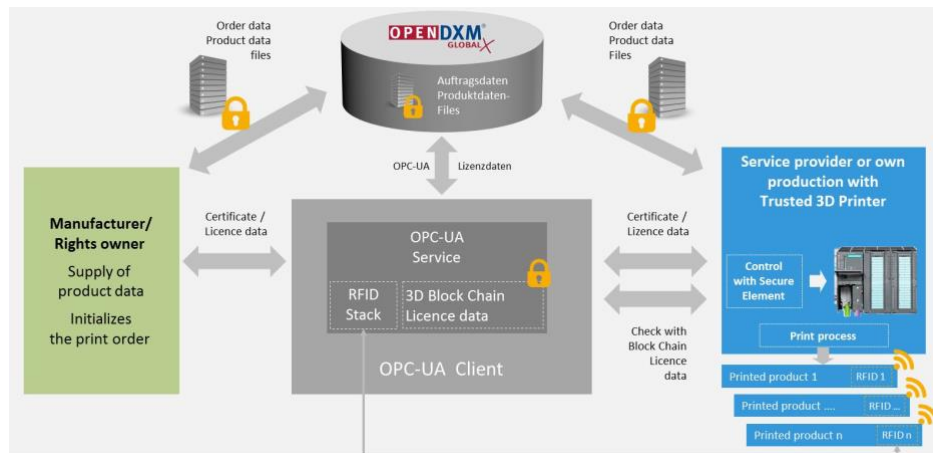 Order data
Product data
files
OPENDXM®
GLOBAL X
Auftragsdaten
Produktdaten-
Files
Order data
Product data
Files
OPC-UA
Lizenzdaten
Manufacturer/
Rights owner
Supply of
product data
Initializes
the print order
Certificate /
Licence data
OPC-UA
Service
RFID
Stack
3D Block Chain
Licence data
OPC-UA Client
Certificate /
Lizence data
Check with
Block Chain
Licence
data
Service provider or own
production with
Trusted 3D Printer
Control
with Secure
Element
Print process
Printed product 1
RFID 1
Printed product ....
RFID ...
Printed product n
RFID n